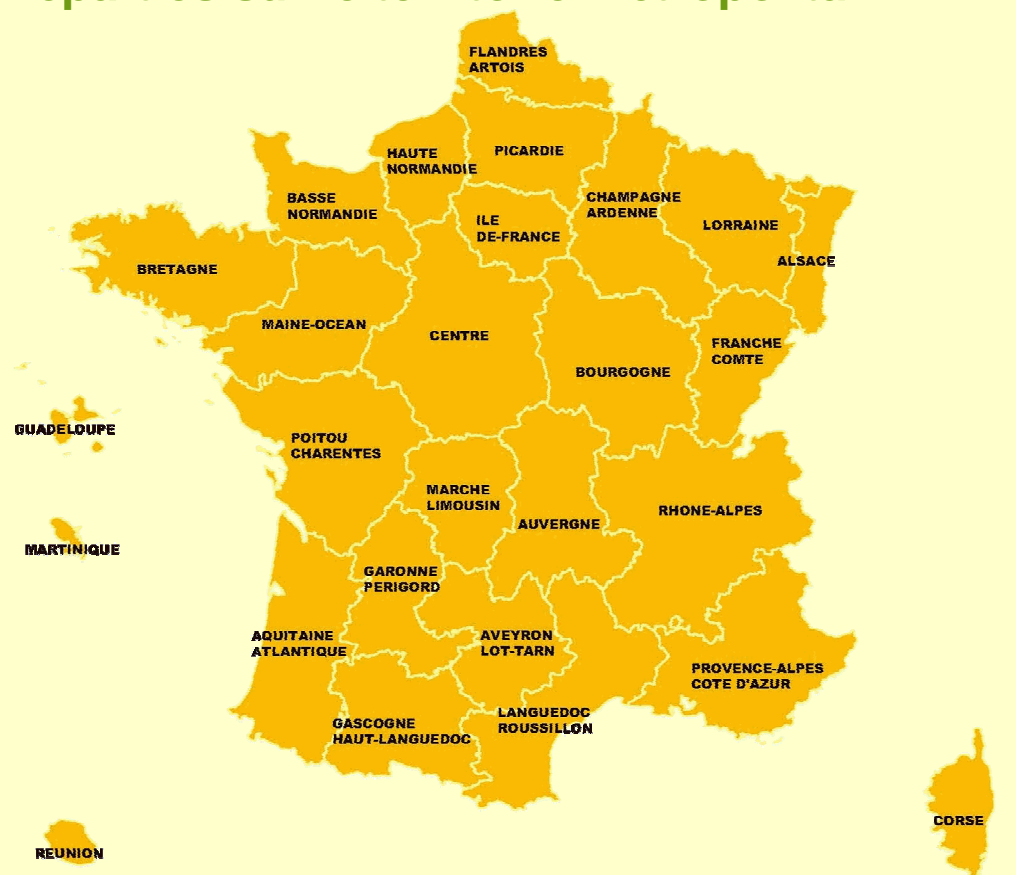 FLANDRES
ARTOIS
HAUTE
NORMANDIE
PICARDIE
BASSE
NORMANDIE
ILE
DE-FRANCE
CHAMPAGNE
ARDENNE
LORRAINE
ALSACE
BRETAGNE
MAINE-OCEAN
CENTRE
BOURGOGNE
FRANCHE
COMTE
GUADELOUPE
POITOU
CHARENTES
MARCHE
LIMOUSIN
AUVERGNE
RHONE-ALPES
MARTINIQUE
GARONNE
PERIGORD
AQUITAINE
ATLANTIQUE
AVEYRON
LOT-TARN
PROVENCE-ALPES
COTE D'AZUR
LANGUEDOC
ROUSSILLON
GASCOGNE
HAUT-LANGUEDOC
CORSE
REUNION